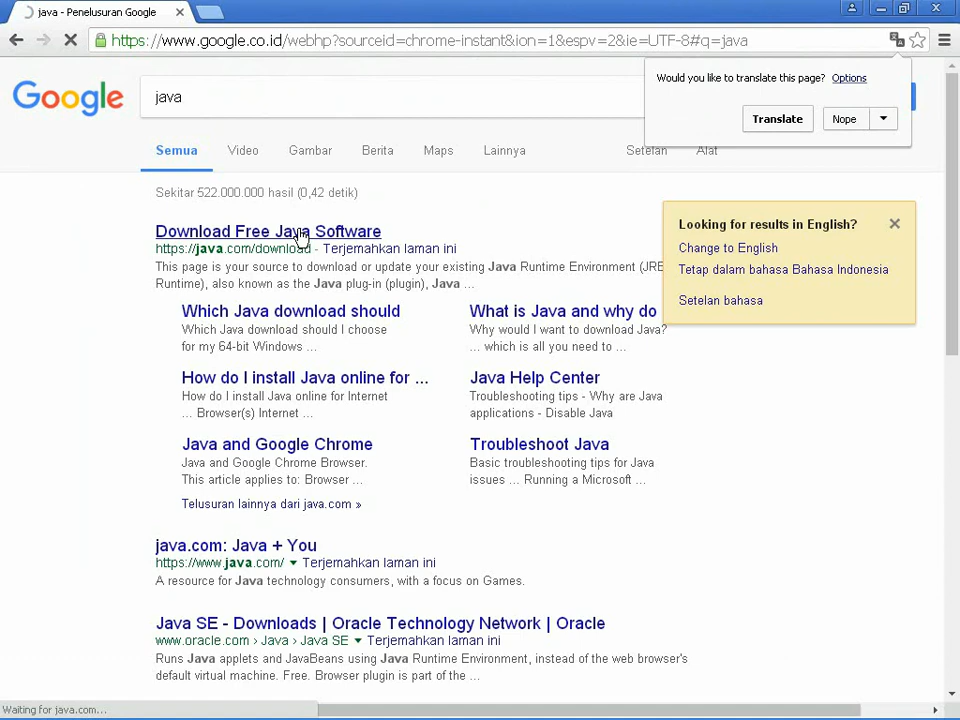 java - Penelusuran Google
https://www.google.co.id/webhp?sourceid=chrome-instant&ion=1&espv=2&ie=UTF-8#q=java
Would you like to translate this page? Options
Translate
Nope
Google
java
Semua
Video
Gambar
Berita
Maps
Lainnya
Setelan
Alat
Sekitar 522.000.000 hasil (0,42 detik)
Looking for results in English?
Change to English
Tetap dalam bahasa Bahasa Indonesia
Setelan bahasa
Download Free Java Software
https://java.com/download - Terjemahkan laman ini
This page is your source to download or update your existing Java Runtime Environment (JRE
Runtime), also known as the Java plug-in (plugin), Java ...
Which Java download should
Which Java download should I choose
for my 64-bit Windows ...
What is Java and why do
Why would I want to download Java?
... which is all you need to ...
How do I install Java online for ...
How do I install Java online for Internet
... Browser(s) Internet ...
Java Help Center
Troubleshooting tips - Why are Java
applications - Disable Java
Java and Google Chrome
Java and Google Chrome Browser.
This article applies to: Browser ...
Troubleshoot Java
Basic troubleshooting tips for Java
issues ... Running a Microsoft ...
Telusuran lainnya dari java.com »
java.com: Java + You
https://www.java.com/ Terjemahkan laman ini
A resource for Java technology consumers, with a focus on Games.
Java SE - Downloads | Oracle Technology Network | Oracle
www.oracle.com › Java › Java SE Terjemahkan laman ini
Runs Java applets and JavaBeans using Java Runtime Environment, instead of the web browser's
default virtual machine. Free. Browser plugin is part of the ...
Waiting for java.com...